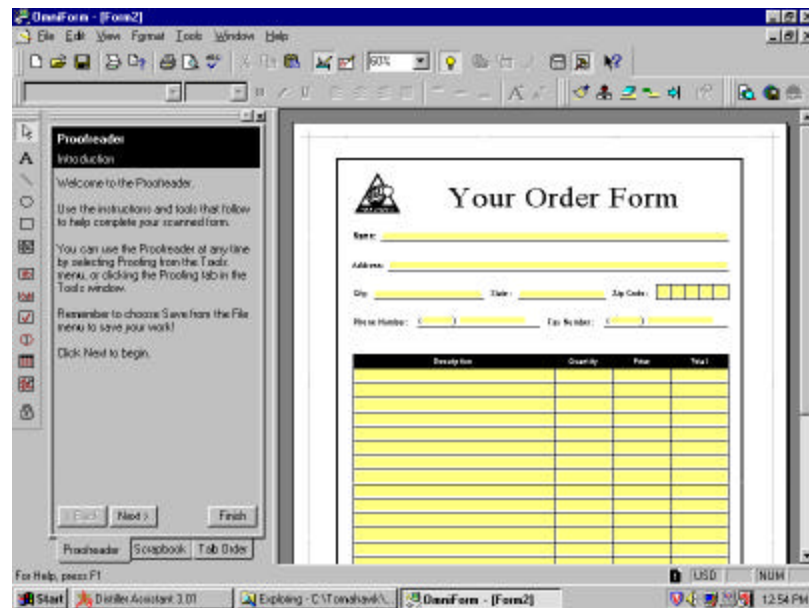 OmniForm - [Form2]
File Edit View Format Tools Window Help
60%
Proofreader
Introduction
Welcome to the Proofreader.
Use the instructions and tools that follow
to help complete your scanned form.
You can use the Proofreader at any time
by selecting Proofing from the Tools
menu, or clicking the Proofing tab in the
Tools window.
Remember to choose Save from the File
menu to save your work!
Click Next to begin.
< Back Next > Finish
Proofreader Scrapbook Tab Order
Your Order Form
Name:
Address:
City: State: Zip Code:
Phone Number: ( ) Fax Number: ( )
Description Quantity Price Total
For Help, press F1
USD NUM
Start Distiller Assistant 3.01 Exploring - C:\Tomahawk\... OmniForm - [Form2] 12:54 PM